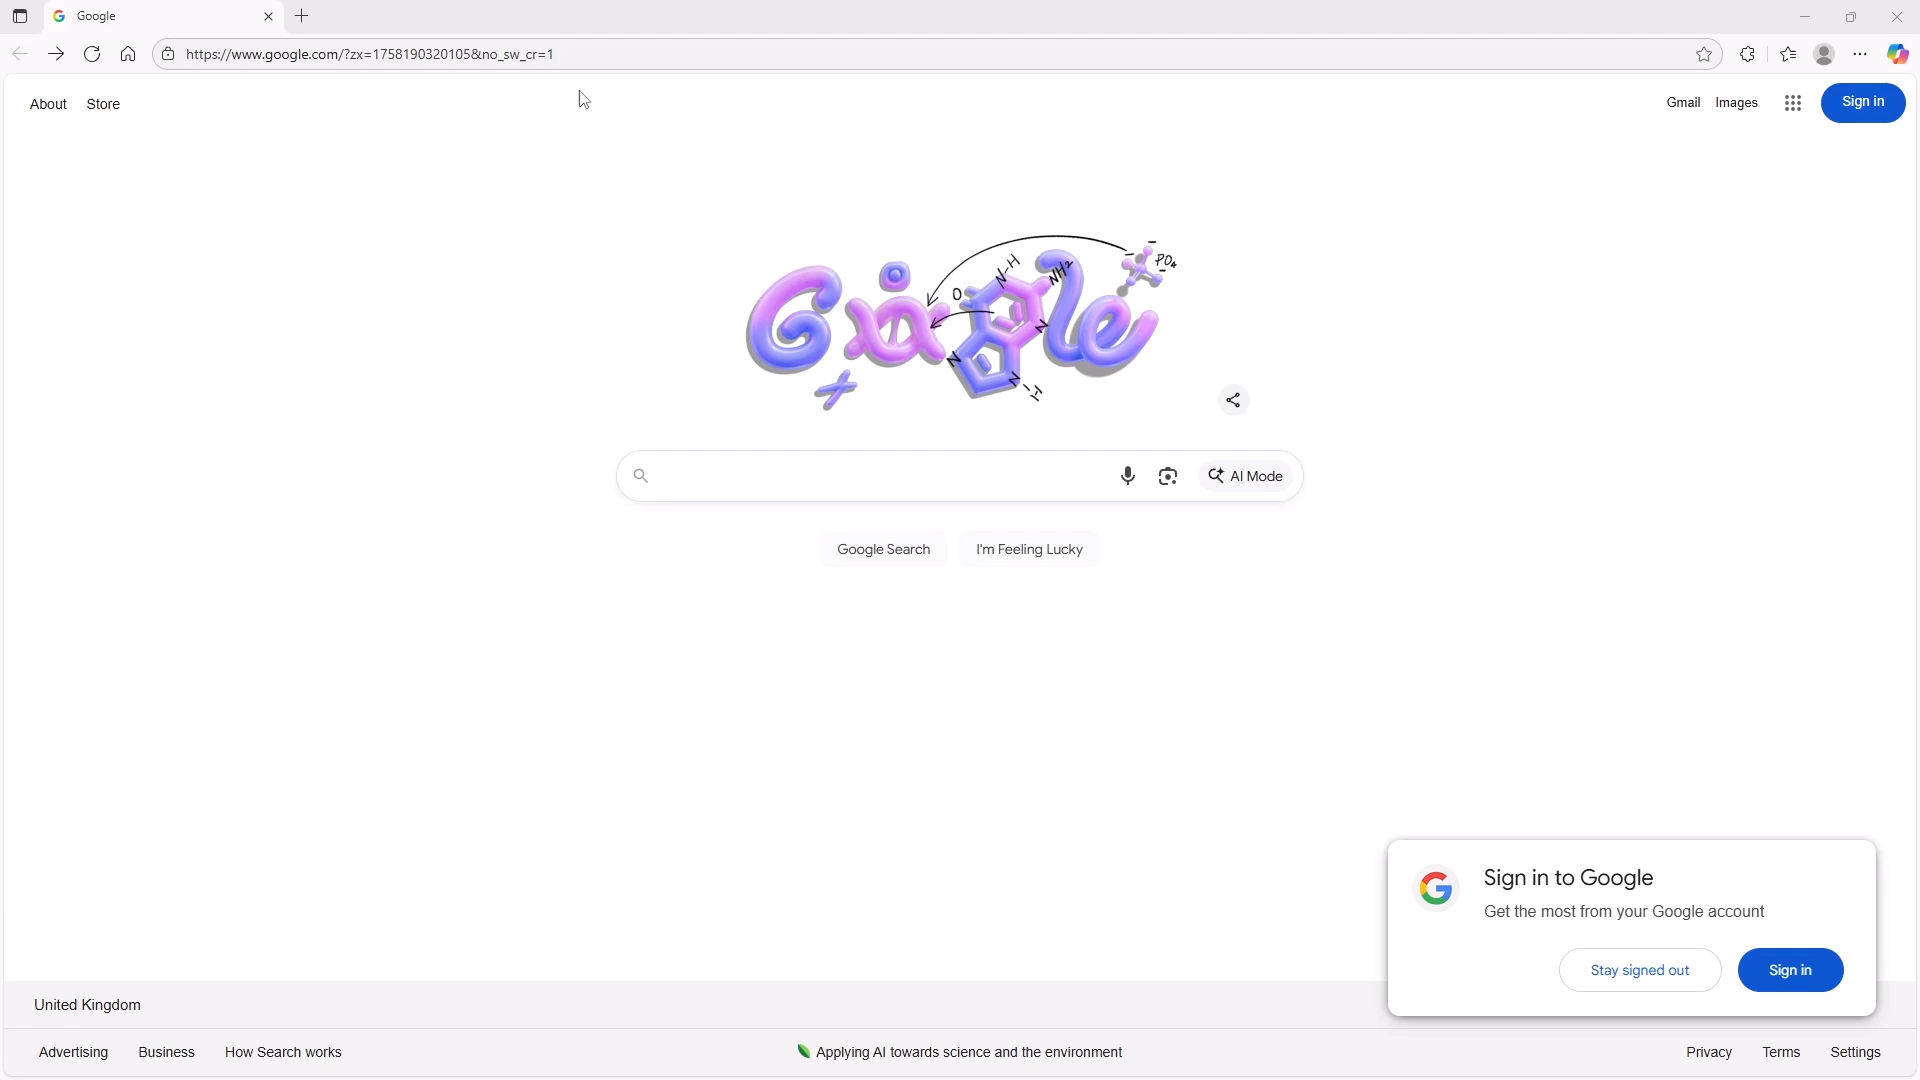 Google
https://www.google.com/?zx=1758190320105&no_sw_cr=1
About Store
Gmail Images
Sign in
N-H
NH₂
PO₄
O
N
N
N-H
AI Mode
Google Search
I'm Feeling Lucky
Sign in to Google
Get the most from your Google account
Stay signed out
Sign in
United Kingdom
Advertising Business How Search works
Applying AI towards science and the environment
Privacy Terms Settings